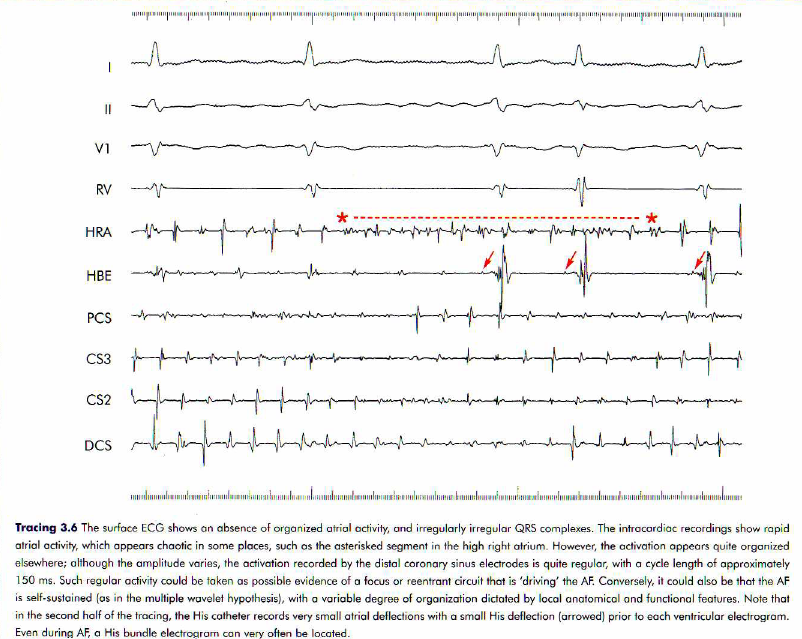 I
II
V1
RV
* *
HRA
HBE
PCS
CS3
CS2
DCS
Tracing 3.6 The surface ECG shows an absence of organized atrial activity, and irregularly irregular QRS complexes. The intracardiac recordings show rapid
atrial activity, which appears chaotic in some places, such as the asterisked segment in the high right atrium. However, the activation appears quite organized
elsewhere; although the amplitude varies, the activation recorded by the distal coronary sinus electrodes is quite regular, with a cycle length of approximately
150 ms. Such regular activity could be taken as possible evidence of a focus or reentrant circuit that is 'driving' the AF. Conversely, it could also be that the AF
is self-sustained (as in the multiple wavelet hypothesis), with a variable degree of organization dictated by local anatomical and functional features. Note that
in the second half of the tracing, the His catheter records very small atrial deflections with a small His deflection (arrowed) prior to each ventricular electrogram.
Even during AF, a His bundle electrogram can very often be located.